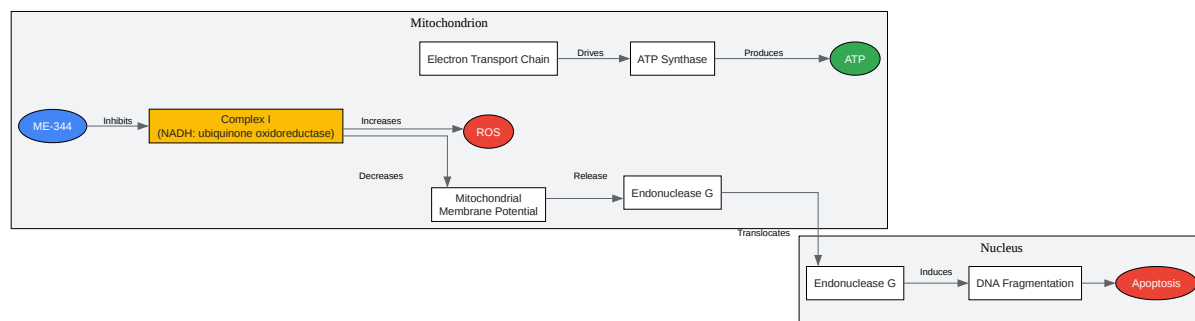 Mitochondrion
Electron Transport Chain
Drives
ATP Synthase
Produces
ATP
ME-344
Inhibits
Complex I
(NADH: ubiquinone oxidoreductase)
Increases
ROS
Decreases
Mitochondrial
Membrane Potential
Release
Endonuclease G
Translocates
Nucleus
Endonuclease G
Induces
DNA Fragmentation
Apoptosis